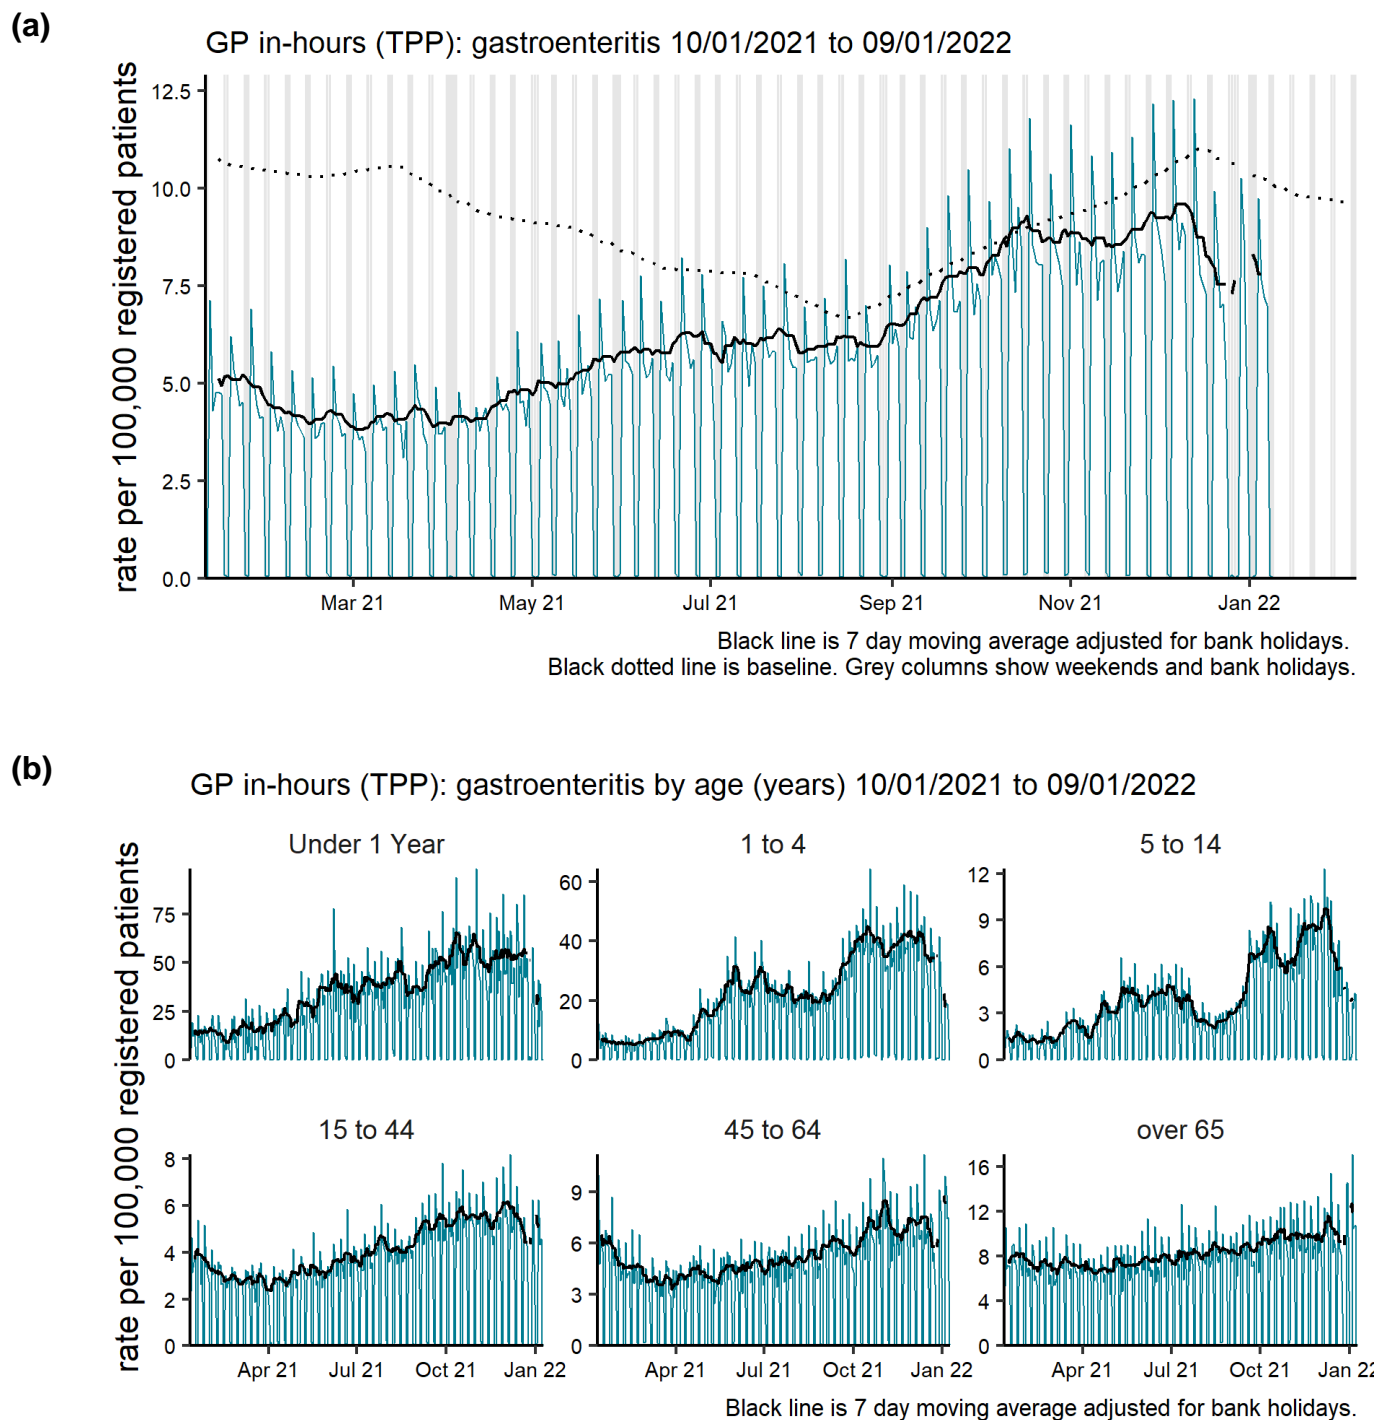 (a)
GP in-hours (TPP): gastroenteritis 10/01/2021 to 09/01/2022
rate per 100,000 registered patients
12.5
10.0
7.5
5.0
2.5
0.0
Mar 21 May 21 Jul 21 Sep 21 Nov 21 Jan 22
Black line is 7 day moving average adjusted for bank holidays.
Black dotted line is baseline. Grey columns show weekends and bank holidays.
(b)
GP in-hours (TPP): gastroenteritis by age (years) 10/01/2021 to 09/01/2022
rate per 100,000 registered patients
Under 1 Year
75
50
25
0
1 to 4
60
40
20
0
5 to 14
12
9
6
3
0
15 to 44
8
6
4
2
0
Apr 21 Jul 21 Oct 21 Jan 22
45 to 64
9
6
3
0
Apr 21 Jul 21 Oct 21 Jan 22
over 65
16
12
8
4
0
Apr 21 Jul 21 Oct 21 Jan 22
Black line is 7 day moving average adjusted for bank holidays.